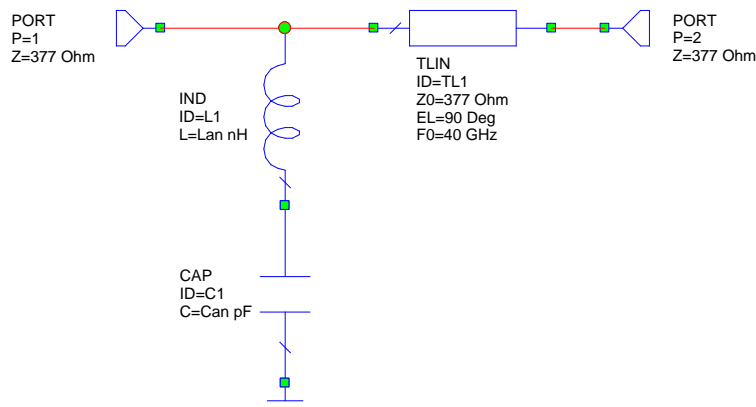 PORT
P=1
Z=377 Ohm
PORT
P=2
Z=377 Ohm
TLIN
ID=TL1
Z0=377 Ohm
EL=90 Deg
F0=40 GHz
IND
ID=L1
L=Lan nH
CAP
ID=C1
C=Can pF